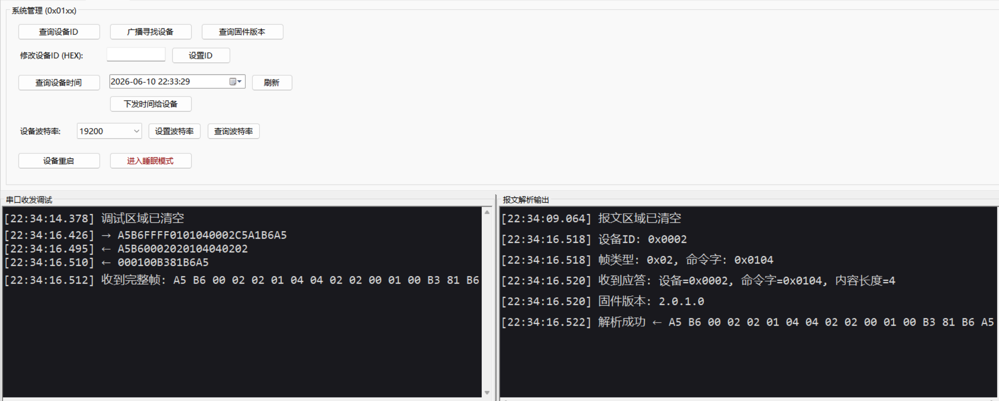 系统管理 (0x01xx)
查询设备ID 广播寻找设备 查询固件版本
修改设备ID (HEX): 设置ID
查询设备时间 2026-06-10 22:33:29 刷新
下发时间给设备
设备波特率: 19200 设置波特率 查询波特率
设备重启 进入睡眠模式
串口收发调试
[22:34:14.378] 调试区域已清空
[22:34:16.426] → A5B6FFFF0101040002C5A1B6A5
[22:34:16.495] ← A5B60002020104040202
[22:34:16.510] ← 000100B381B6A5
[22:34:16.512] 收到完整帧: A5 B6 00 02 02 01 04 04 02 02 00 01 00 B3 81 B6
报文解析输出
[22:34:09.064] 报文区域已清空
[22:34:16.518] 设备ID: 0x0002
[22:34:16.518] 帧类型: 0x02, 命令字: 0x0104
[22:34:16.520] 收到应答: 设备=0x0002, 命令字=0x0104, 内容长度=4
[22:34:16.520] 固件版本: 2.0.1.0
[22:34:16.522] 解析成功 ← A5 B6 00 02 02 01 04 04 02 02 00 01 00 B3 81 B6 A5